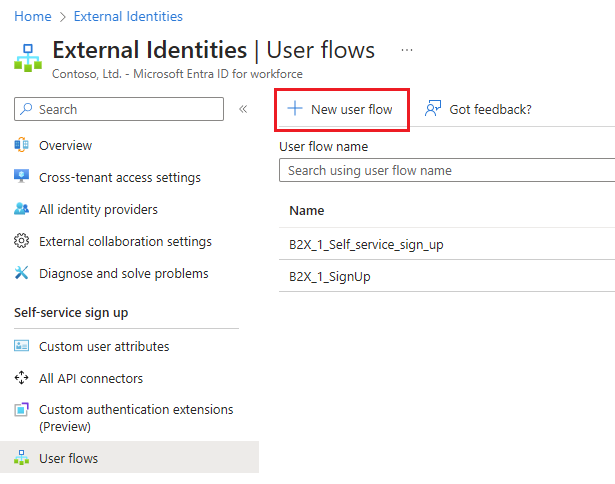 Home > External Identities
External Identities | User flows ...
Contoso, Ltd. - Microsoft Entra ID for workforce
Search
«
Overview
Cross-tenant access settings
All identity providers
External collaboration settings
Diagnose and solve problems
Self-service sign up
Custom user attributes
All API connectors
Custom authentication extensions
(Preview)
User flows
+ New user flow
Got feedback?
User flow name
Search using user flow name
Name
B2X_1_Self_service_sign_up
B2X_1_SignUp